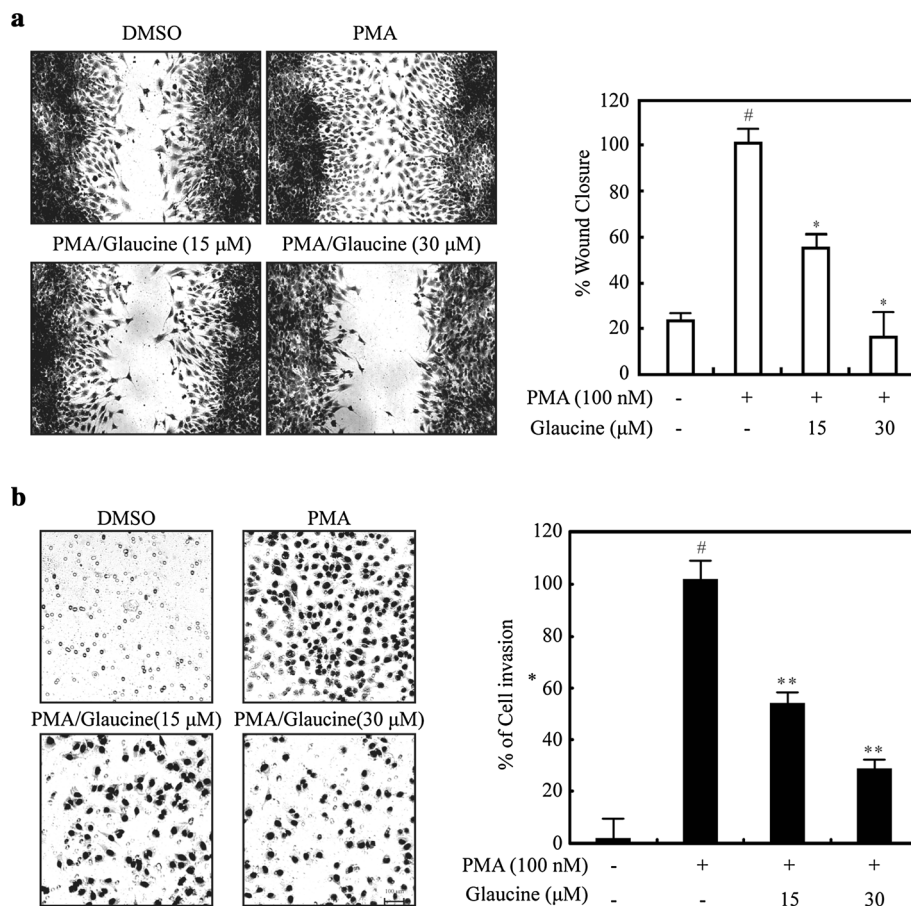 a
DMSO PMA
PMA/Glaucine (15 μM) PMA/Glaucine (30 μM)
% Wound Closure
120
100
80
60
40
20
0
#
*
*
PMA (100 nM) - + + +
Glaucine (μM) - - 15 30
b
DMSO PMA
PMA/Glaucine(15 μM) PMA/Glaucine(30 μM)
% of Cell invasion
*
120
100
80
60
40
20
0
#
**
**
PMA (100 nM) - + + +
Glaucine (μM) - - 15 30